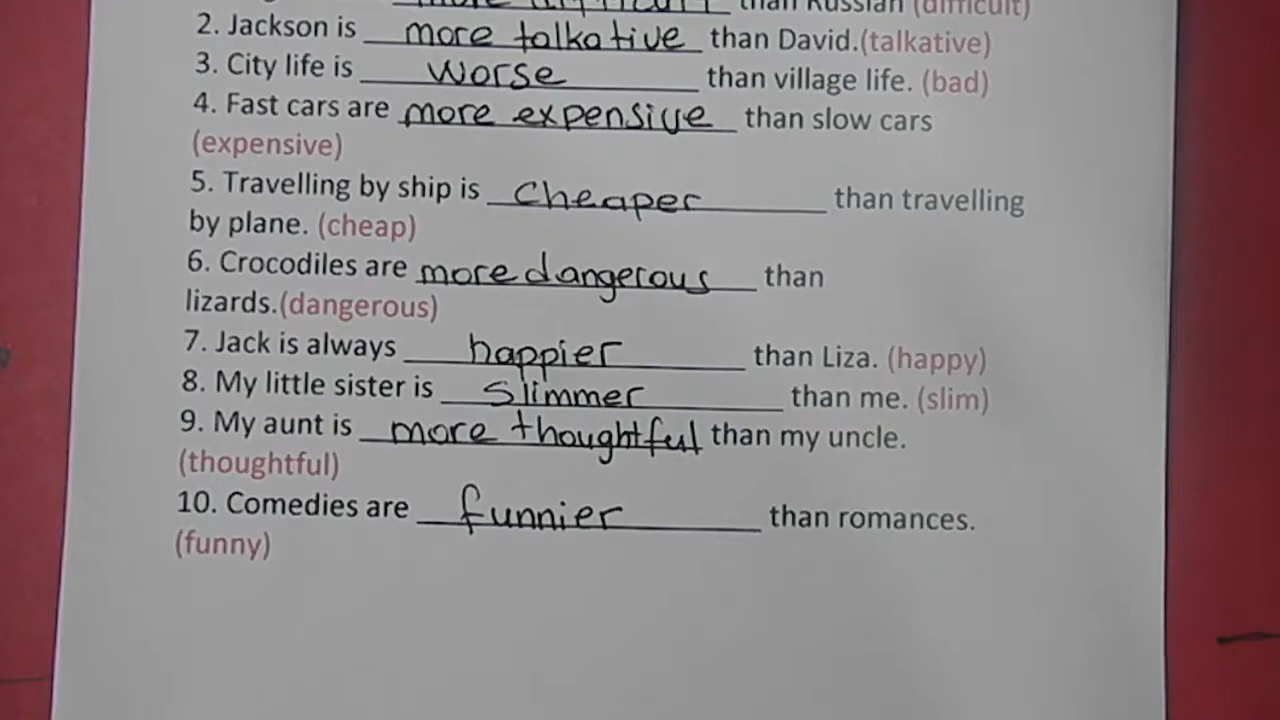 more difficult than Russian (difficult)
2. Jackson is more talkative than David.(talkative)
3. City life is worse than village life. (bad)
4. Fast cars are more expensive than slow cars
(expensive)
5. Travelling by ship is cheaper than travelling
by plane. (cheap)
6. Crocodiles are more dangerous than
lizards.(dangerous)
7. Jack is always happier than Liza. (happy)
8. My little sister is slimmer than me. (slim)
9. My aunt is more thoughtful than my uncle.
(thoughtful)
10. Comedies are funnier than romances.
(funny)